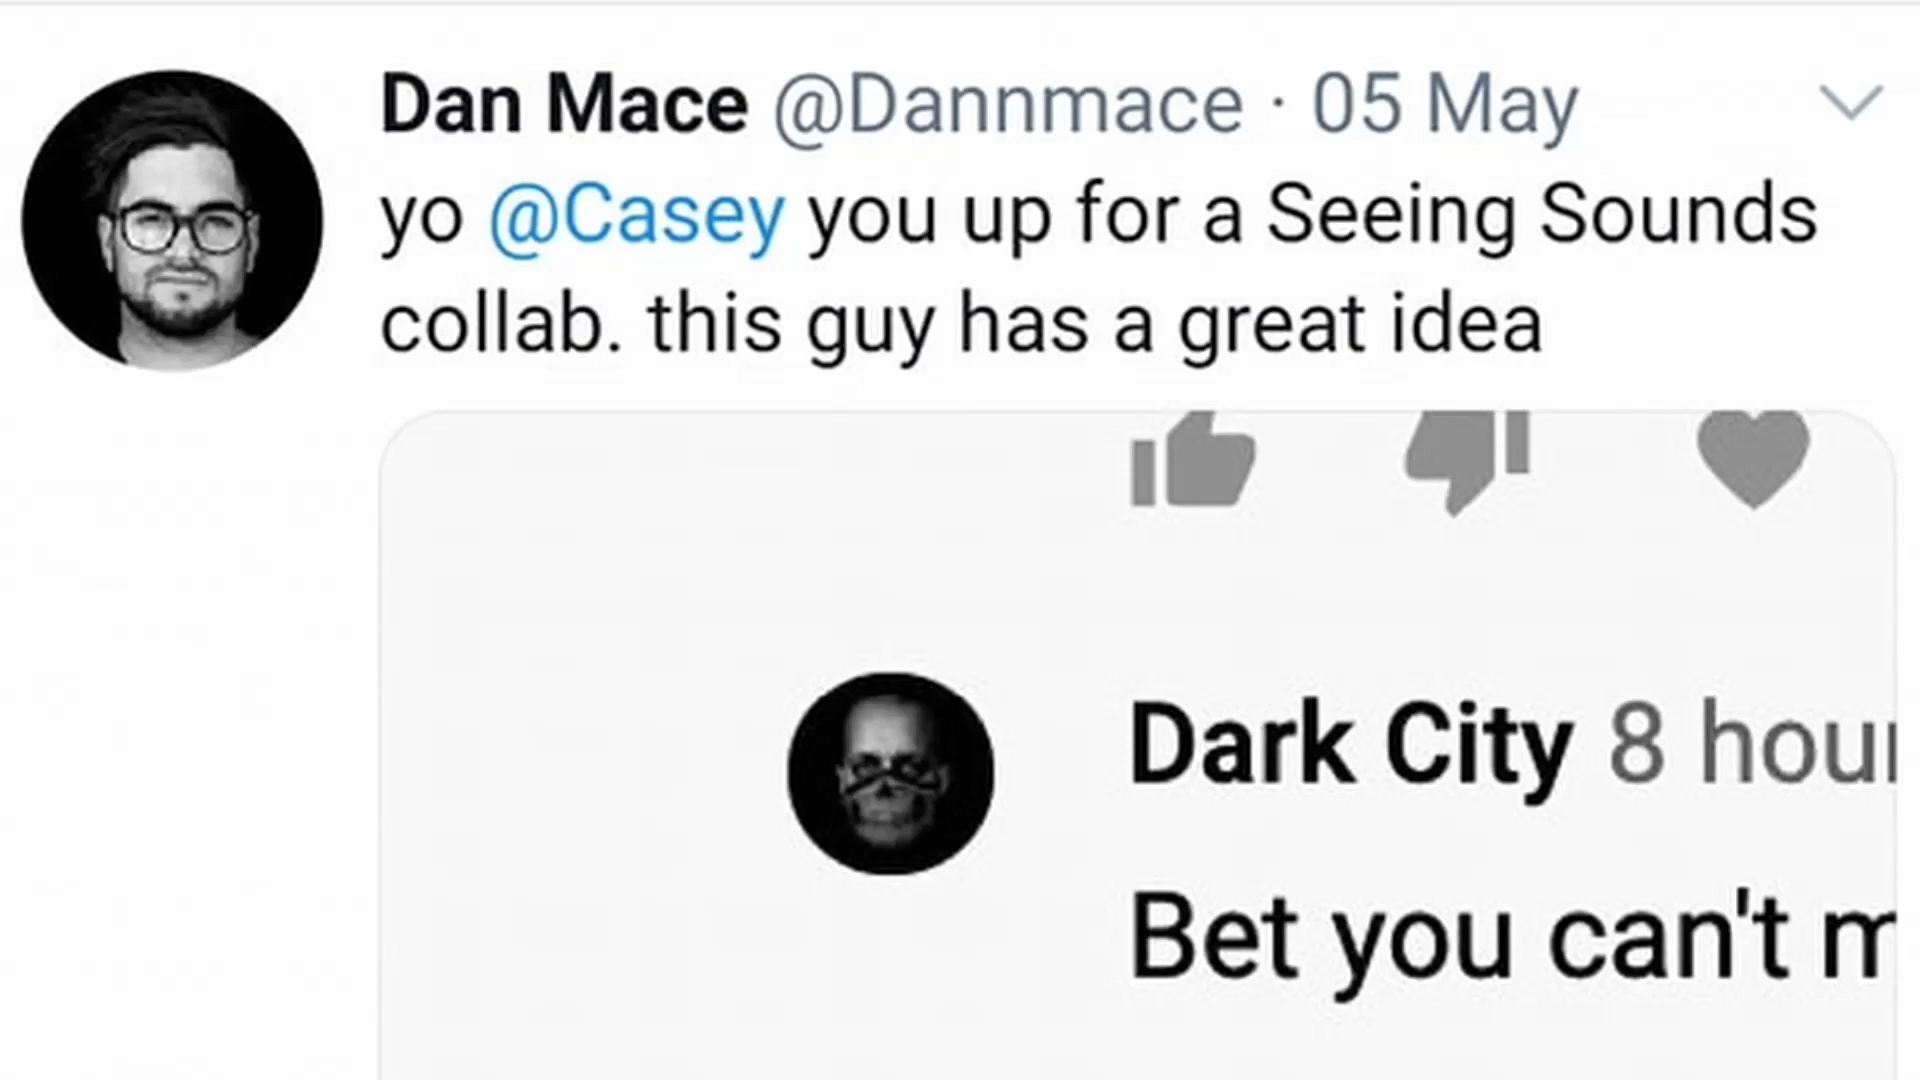 Dan Mace @Dannmace · 05 May
yo @Casey you up for a Seeing Sounds
collab. this guy has a great idea
Dark City 8 hour
Bet you can't m